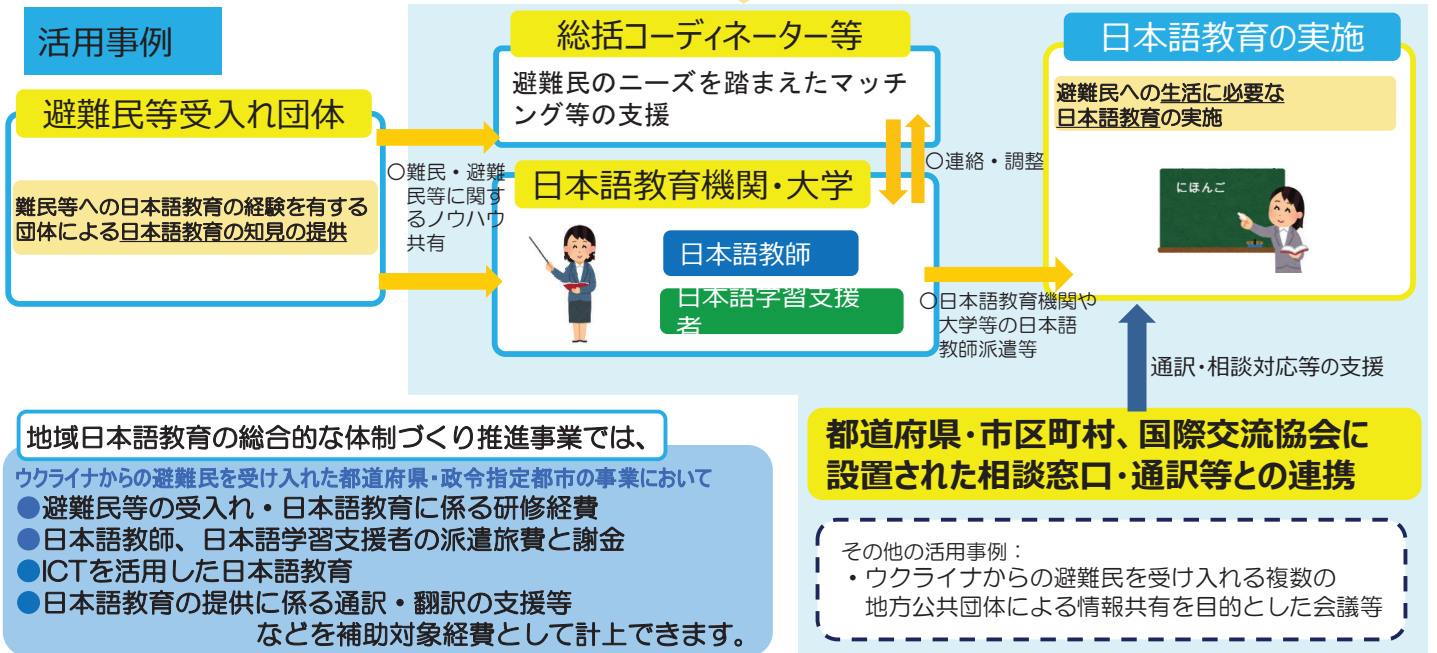 活用事例
避難民等受入れ団体
難民等への日本語教育の経験を有する
団体による日本語教育の知見の提供
〇難民・避難
民等に関す
るノウハウ
共有
総括コーディネーター等
避難民のニーズを踏まえたマッチ
ング等の支援
〇連絡・調整
日本語教育機関・大学
日本語教師
日本語学習支援
者
〇日本語教育機関や
大学等の日本語
教師派遣等
日本語教育の実施
避難民への生活に必要な
日本語教育の実施
にほんご
通訳・相談対応等の支援
都道府県・市区町村、国際交流協会に
設置された相談窓口・通訳等との連携
その他の活用事例：
・ウクライナからの避難民を受け入れる複数の
地方公共団体による情報共有を目的とした会議等
地域日本語教育の総合的な体制づくり推進事業では、
ウクライナからの避難民を受け入れた都道府県・政令指定都市の事業において
●避難民等の受入れ・日本語教育に係る研修経費
●日本語教師、日本語学習支援者の派遣旅費と謝金
●ICTを活用した日本語教育
●日本語教育の提供に係る通訳・翻訳の支援等
などを補助対象経費として計上できます。